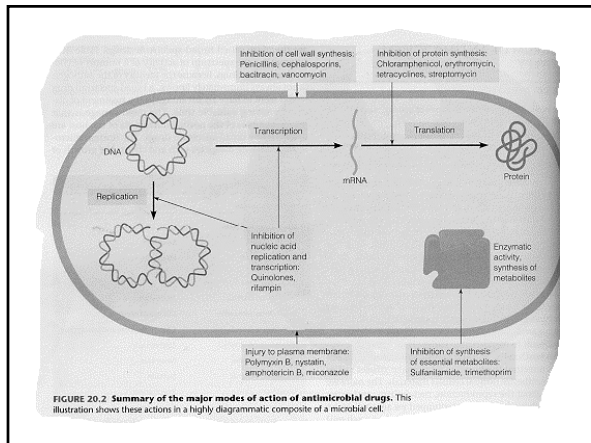 Inhibition of cell wall synthesis:
Penicillins, cephalosporins,
bacitracin, vancomycin
Inhibition of protein synthesis:
Chloramphenicol, erythromycin,
tetracyclines, streptomycin
DNA
Transcription
mRNA
Translation
Protein
Replication
Inhibition of
nucleic acid
replication and
transcription:
Quinolones,
rifampin
Enzymatic
activity,
synthesis of
metabolites
Injury to plasma membrane:
Polymyxin B, nystatin,
amphotericin B, miconazole
Inhibition of synthesis
of essential metabolites:
Sulfanilamide, trimethoprim
FIGURE 20.2 Summary of the major modes of action of antimicrobial drugs. This
illustration shows these actions in a highly diagrammatic composite of a microbial cell.